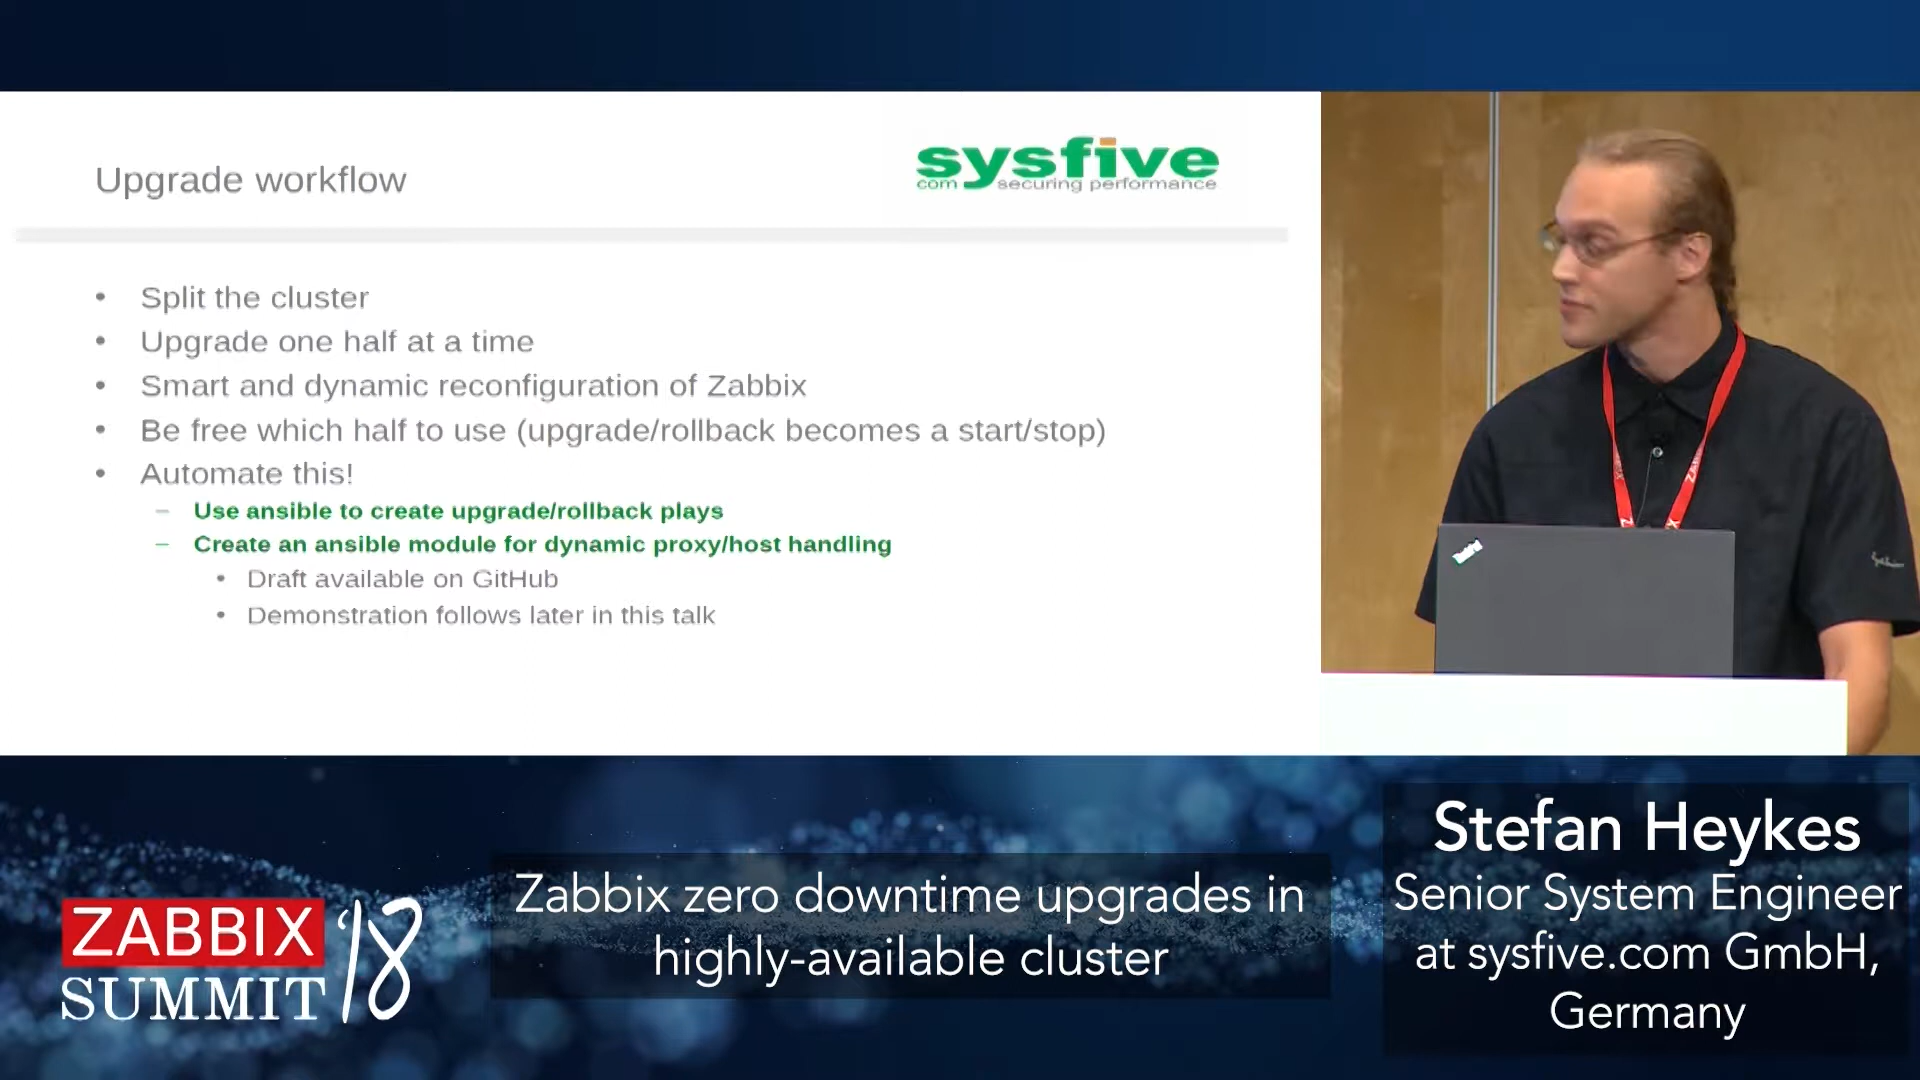 Upgrade workflow
sysfive
com securing performance
• Split the cluster
• Upgrade one half at a time
• Smart and dynamic reconfiguration of Zabbix
• Be free which half to use (upgrade/rollback becomes a start/stop)
• Automate this!
– Use ansible to create upgrade/rollback plays
– Create an ansible module for dynamic proxy/host handling
• Draft available on GitHub
• Demonstration follows later in this talk
ZABBIX
SUMMIT '18
Zabbix zero downtime upgrades in
highly-available cluster
Stefan Heykes
Senior System Engineer
at sysfive.com GmbH,
Germany